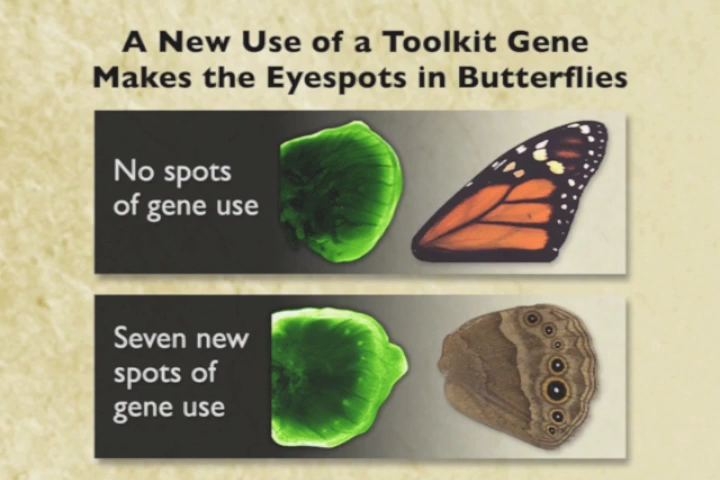 A New Use of a Toolkit Gene
Makes the Eyespots in Butterflies
No spots
of gene use
Seven new
spots of
gene use